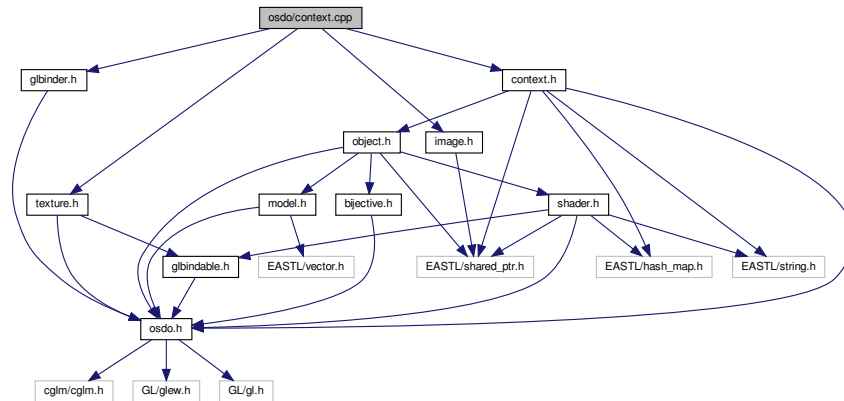 osdo/context.cpp
glbinder.h
context.h
object.h
image.h
texture.h
model.h
bijective.h
shader.h
glbindable.h
EASTL/vector.h
EASTL/shared_ptr.h
EASTL/hash_map.h
EASTL/string.h
osdo.h
cglm/cglm.h
GL/glew.h
GL/gl.h